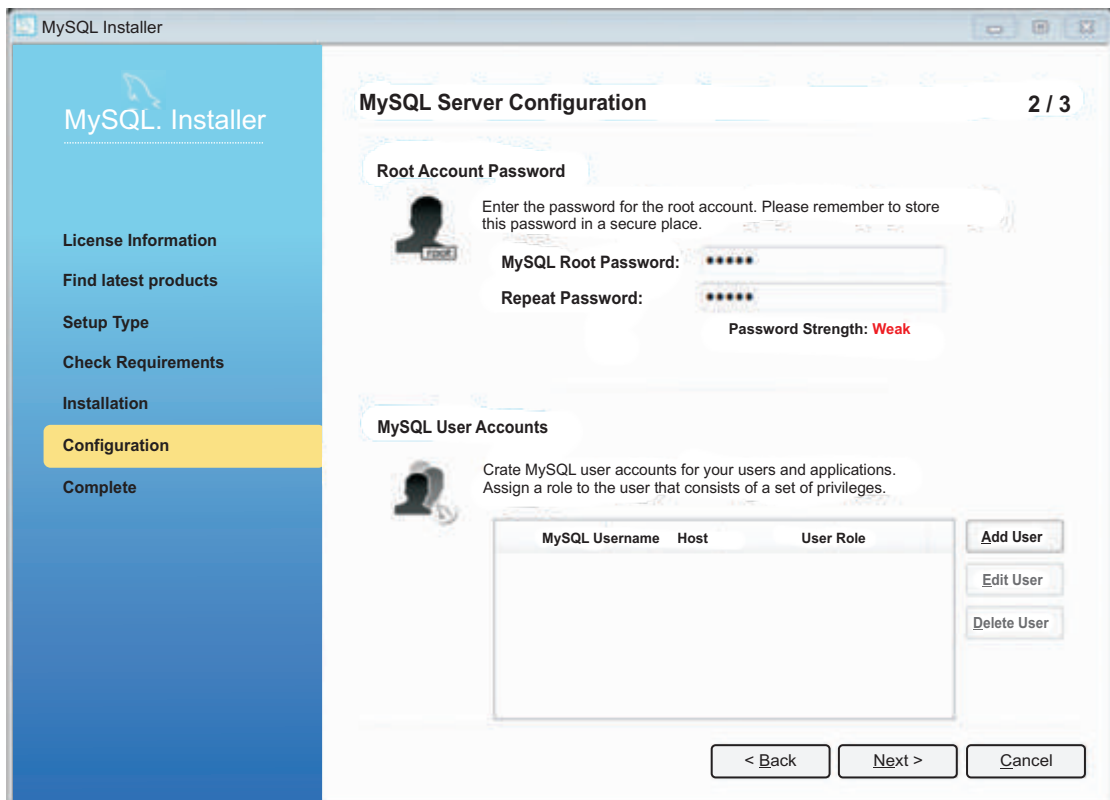 MySQL Installer
MySQL. Installer
License Information
Find latest products
Setup Type
Check Requirements
Installation
Configuration
Complete
MySQL Server Configuration
2 / 3
Root Account Password
Enter the password for the root account. Please remember to store
this password in a secure place.
root
MySQL Root Password: •••••
Repeat Password: •••••
Password Strength: Weak
MySQL User Accounts
Crate MySQL user accounts for your users and applications.
Assign a role to the user that consists of a set of privileges.
MySQL Username Host User Role
Add User
Edit User
Delete User
< Back Next > Cancel